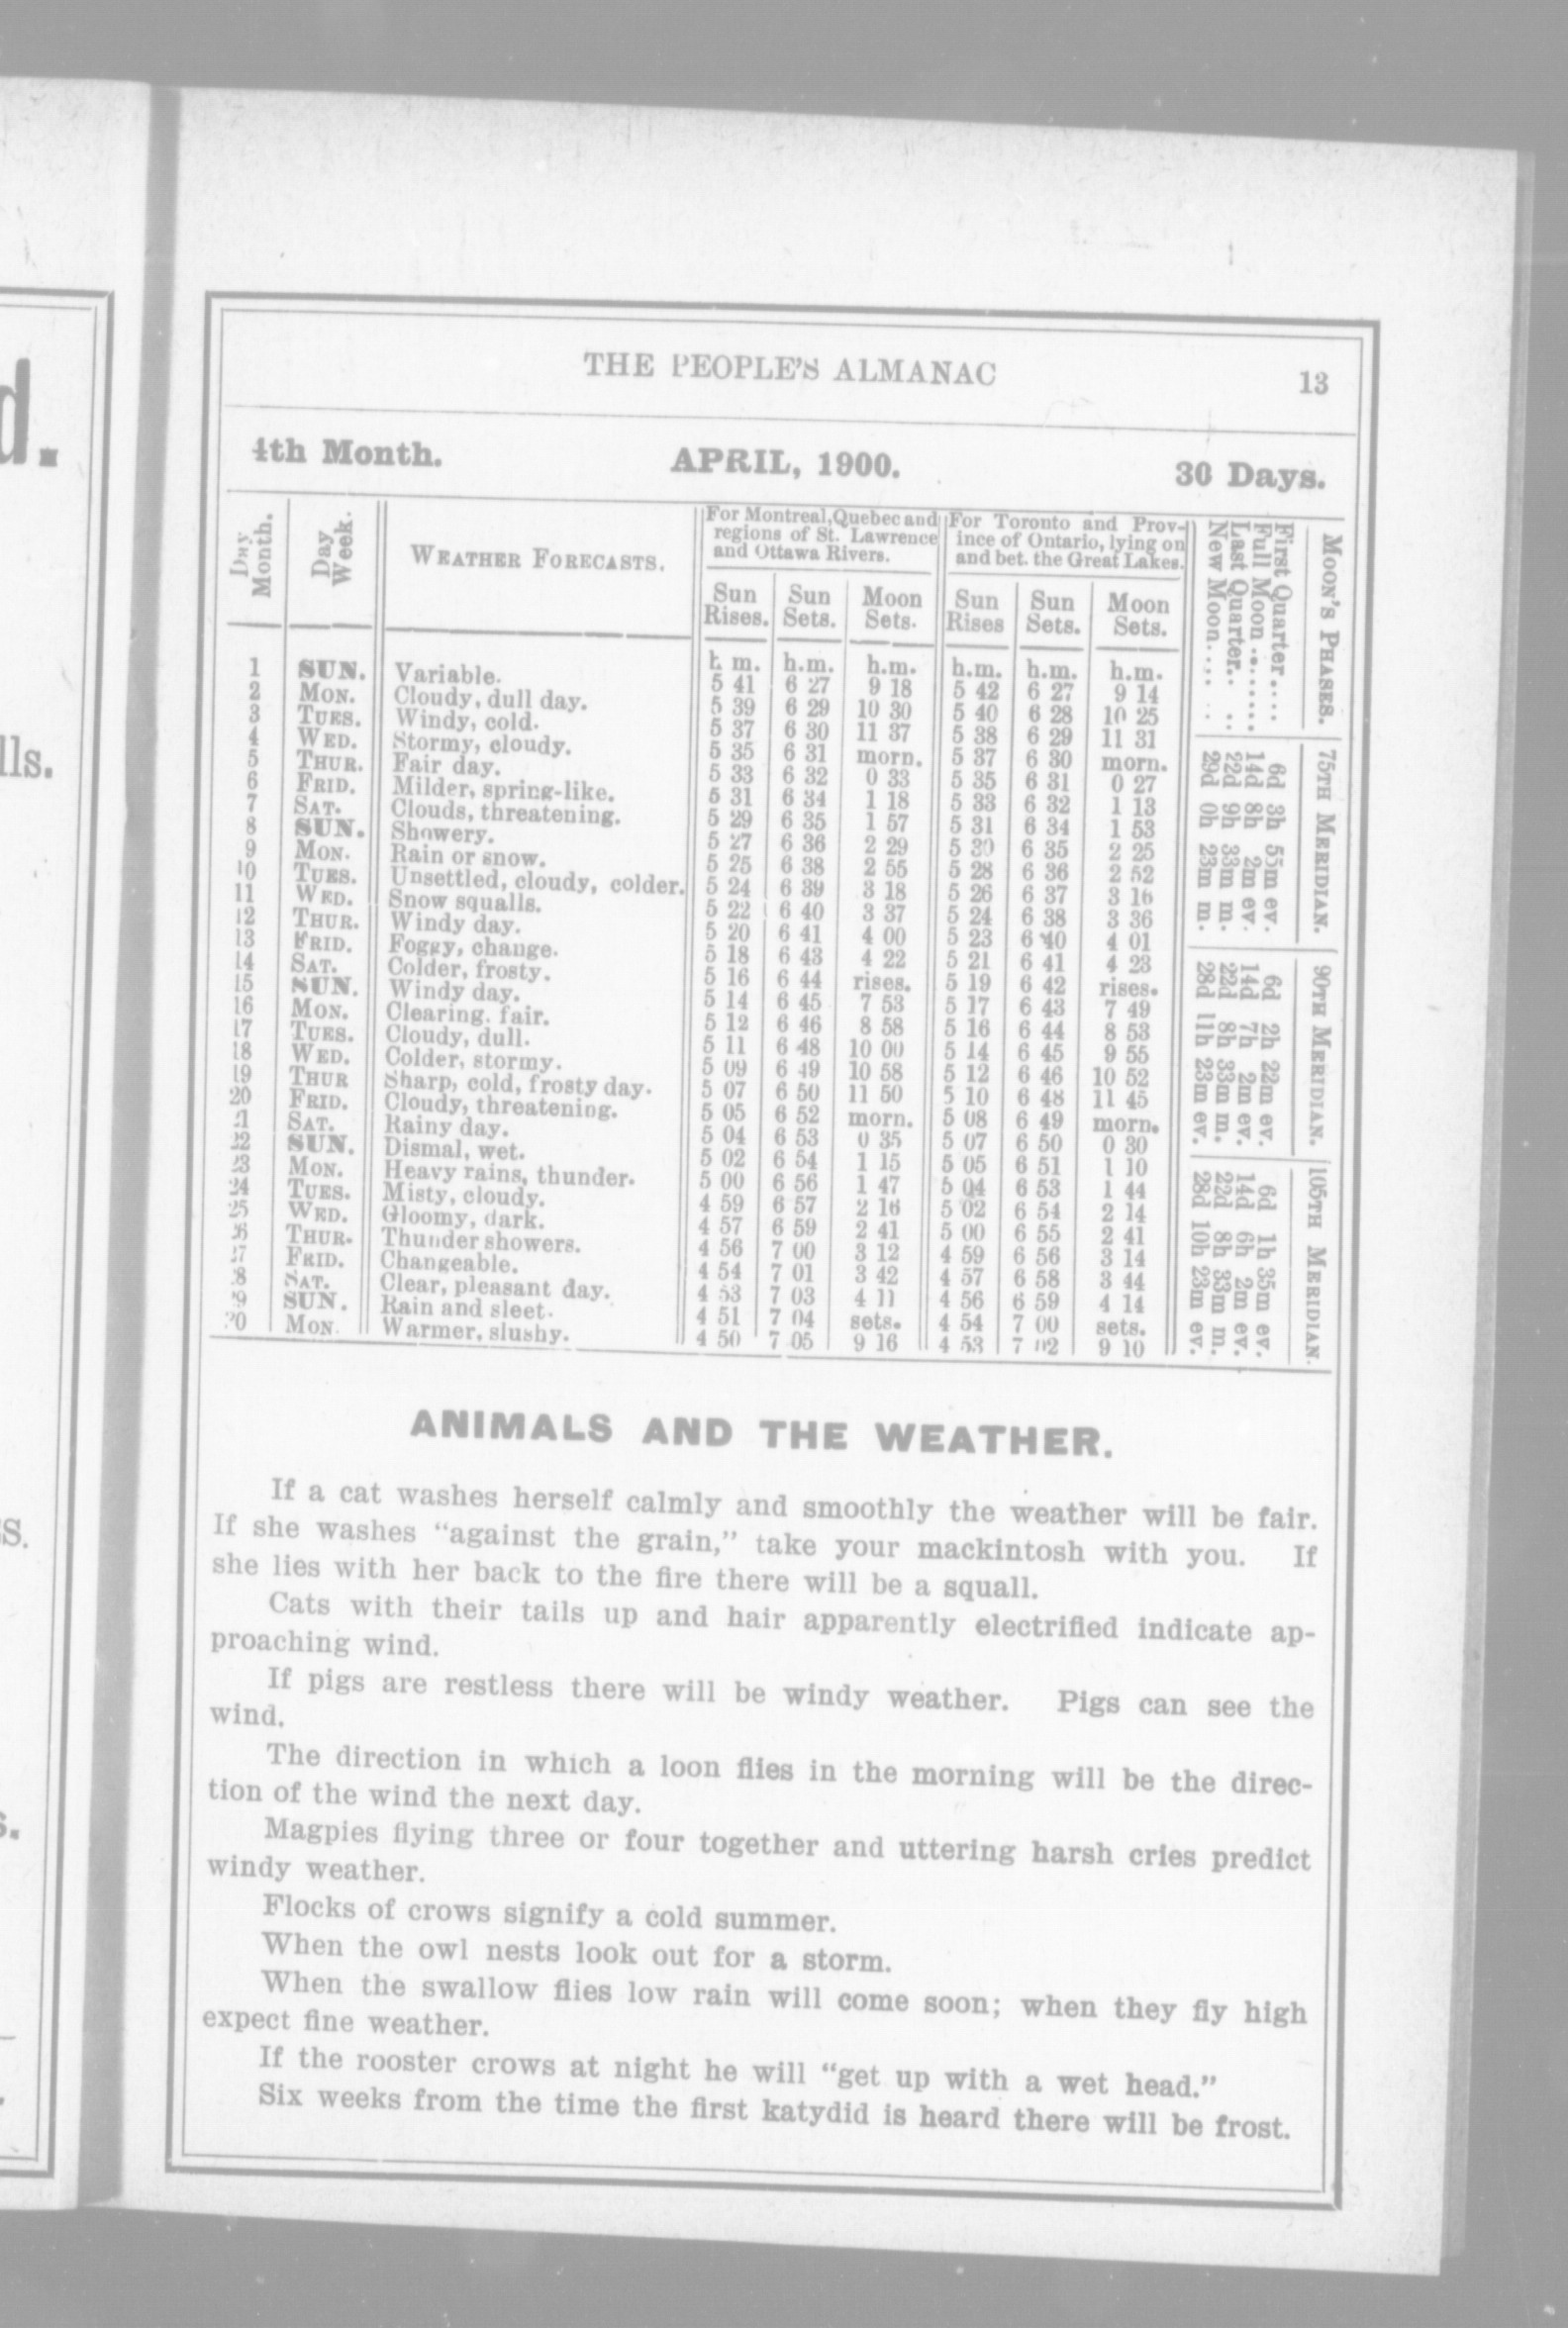 d.
lls.
S.
s.
THE PEOPLE'S ALMANAC 13
4th Month. APRIL, 1900. 30 Days.
Day Month. Day Week. WEATHER FORECASTS. For Montreal, Quebec and regions of St. Lawrence and Ottawa Rivers. For Toronto and Province of Ontario, lying on and bet. the Great Lakes.
Sun Rises. Sun Sets. Moon Sets. Sun Rises Sun Sets. Moon Sets.
h m. h.m. h.m. h.m. h.m. h.m.
1 SUN. Variable. 5 41 6 27 9 18 5 42 6 27 9 14
2 MON. Cloudy, dull day. 5 39 6 29 10 30 5 40 6 28 10 25
3 TUES. Windy, cold. 5 37 6 30 11 37 5 38 6 29 11 31
4 WED. Stormy, cloudy. 5 35 6 31 morn. 5 37 6 30 morn.
5 THUR. Fair day. 5 33 6 32 0 33 5 35 6 31 0 27
6 FRID. Milder, spring-like. 5 31 6 34 1 18 5 33 6 32 1 13
7 SAT. Clouds, threatening. 5 29 6 35 1 57 5 31 6 34 1 53
8 SUN. Showery. 5 27 6 36 2 29 5 30 6 35 2 25
9 MON. Rain or snow. 5 25 6 38 2 55 5 28 6 36 2 52
10 TUES. Unsettled, cloudy, colder. 5 24 6 39 3 18 5 26 6 37 3 16
11 WED. Snow squalls. 5 22 6 40 3 37 5 24 6 38 3 36
12 THUR. Windy day. 5 20 6 41 4 00 5 23 6 40 4 01
13 FRID. Foggy, change. 5 18 6 43 4 22 5 21 6 41 4 23
14 SAT. Colder, frosty. 5 16 6 44 rises. 5 19 6 42 rises.
15 SUN. Windy day. 5 14 6 45 7 53 5 17 6 43 7 49
16 MON. Clearing. fair. 5 12 6 46 8 58 5 16 6 44 8 53
17 TUES. Cloudy, dull. 5 11 6 48 10 00 5 14 6 45 9 55
18 WED. Colder, stormy. 5 09 6 49 10 58 5 12 6 46 10 52
19 THUR Sharp, cold, frosty day. 5 07 6 50 11 50 5 10 6 48 11 45
20 FRID. Cloudy, threatening. 5 05 6 52 morn. 5 08 6 49 morn.
21 SAT. Rainy day. 5 04 6 53 0 35 5 07 6 50 0 30
22 SUN. Dismal, wet. 5 02 6 54 1 15 5 05 6 51 1 10
23 MON. Heavy rains, thunder. 5 00 6 56 1 47 5 04 6 53 1 44
24 TUES. Misty, cloudy. 4 59 6 57 2 16 5 02 6 54 2 14
25 WED. Gloomy, dark. 4 57 6 59 2 41 5 00 6 55 2 41
26 THUR. Thunder showers. 4 56 7 00 3 12 4 59 6 56 3 14
27 FRID. Changeable. 4 54 7 01 3 42 4 57 6 58 3 44
28 SAT. Clear, pleasant day. 4 53 7 03 4 11 4 56 6 59 4 14
29 SUN. Rain and sleet. 4 51 7 04 sets. 4 54 7 00 sets.
30 MON. Warmer, slushy. 4 50 7 05 9 16 4 53 7 02 9 10
MOON'S PHASES. 75TH MERIDIAN. 90TH MERIDIAN. 105TH MERIDIAN.
First Quarter.... 6d 3h 55m ev. 6d 2h 22m ev. 6d 1h 35m ev.
Full Moon........ 14d 8h 2m ev. 14d 7h 2m ev. 14d 6h 2m ev.
Last Quarter.. .. 22d 9h 33m m. 22d 8h 33m m. 22d 8h 33m m.
New Moon.... .. 29d 0h 23m m. 28d 11h 23m ev. 28d 10h 23m ev.
ANIMALS AND THE WEATHER.
If a cat washes herself calmly and smoothly the weather will be fair.
If she washes "against the grain," take your mackintosh with you. If
she lies with her back to the fire there will be a squall.
Cats with their tails up and hair apparently electrified indicate ap-
proaching wind.
If pigs are restless there will be windy weather. Pigs can see the
wind.
The direction in which a loon flies in the morning will be the direc-
tion of the wind the next day.
Magpies flying three or four together and uttering harsh cries predict
windy weather.
Flocks of crows signify a cold summer.
When the owl nests look out for a storm.
When the swallow flies low rain will come soon; when they fly high
expect fine weather.
If the rooster crows at night he will "get up with a wet head."
Six weeks from the time the first katydid is heard there will be frost.